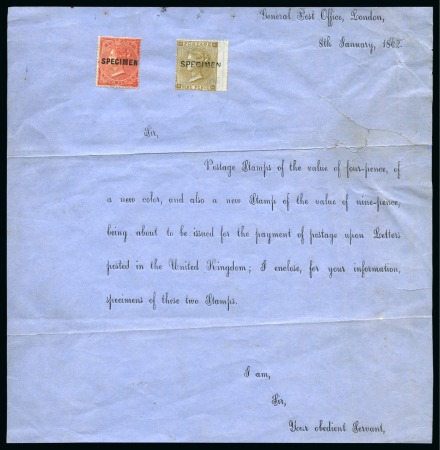 General Post Office, London,
8th January, 1862.
SPECIMEN SPECIMEN
Sir,
Postage Stamps of the value of four-pence, of
a new color, and also a new Stamp of the value of nine-pence,
being about to be issued for the payment of postage upon Letters
posted in the United Kingdom; I enclose, for your information,
specimens of those two Stamps.
I am,
Sir,
Your obedient Servant,